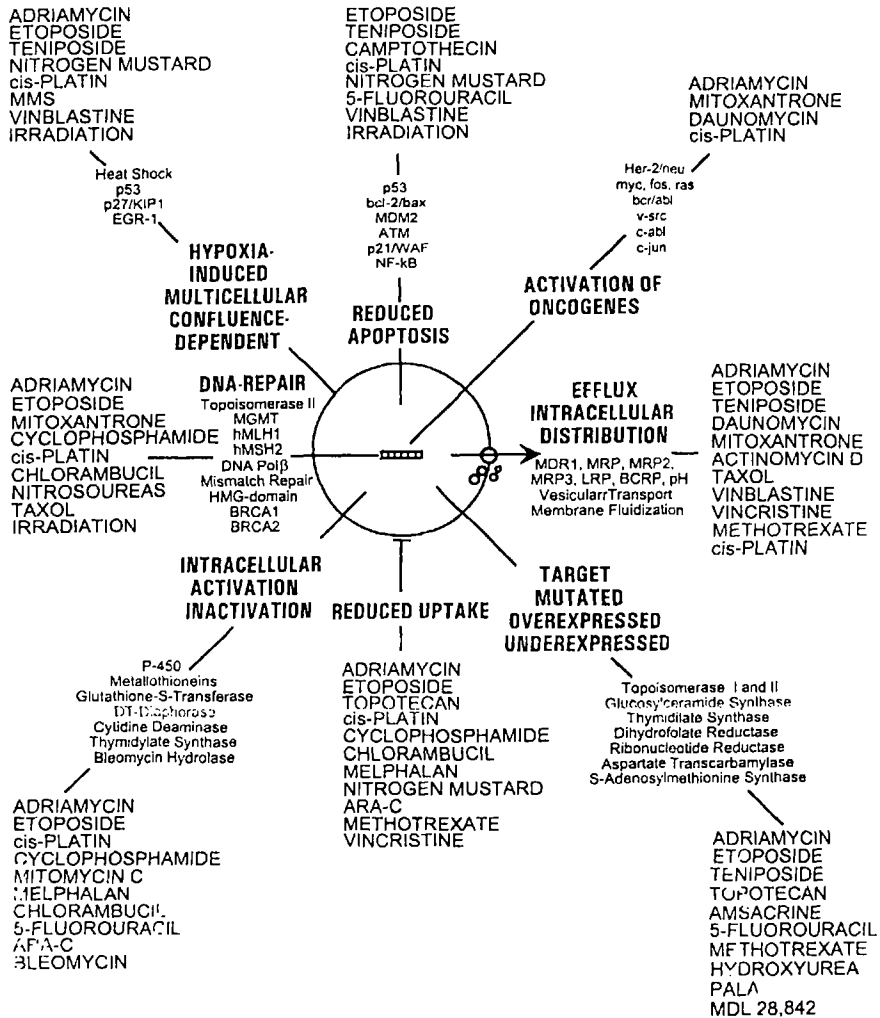 ADRIAMYCIN
ETOPOSIDE
TENIPOSIDE
NITROGEN MUSTARD
cis-PLATIN
MMS
VINBLASTINE
IRRADIATION
Heat Shock
p53
p27/KIP1
EGR-1
HYPOXIA-
INDUCED
MULTICELLULAR
CONFLUENCE-
DEPENDENT
ETOPOSIDE
TENIPOSIDE
CAMPTOTHECIN
cis-PLATIN
NITROGEN MUSTARD
5-FLUOROURACIL
VINBLASTINE
IRRADIATION
p53
bcl-2/bax
MDM2
ATM
p21/WAF
NF-kB
REDUCED
APOPTOSIS
ADRIAMYCIN
MITOXANTRONE
DAUNOMYCIN
cis-PLATIN
Her-2/neu
myc, fos, ras
bcr/abl
v-src
c-abl
c-jun
ACTIVATION OF
ONCOGENES
ADRIAMYCIN
ETOPOSIDE
MITOXANTRONE
CYCLOPHOSPHAMIDE
cis-PLATIN
CHLORAMBUCIL
NITROSOUREAS
TAXOL
IRRADIATION
DNA-REPAIR
Topoisomerase II
MGMT
hMLH1
hMSH2
DNA Polβ
Mismatch Repair
HMG-domain
BRCA1
BRCA2
EFFLUX
INTRACELLULAR
DISTRIBUTION
MDR1, MRP, MRP2,
MRP3, LRP, BCRP, pH
VesicularrTransport
Membrane Fluidization
ADRIAMYCIN
ETOPOSIDE
TENIPOSIDE
DAUNOMYCIN
MITOXANTRONE
ACTINOMYCIN D
TAXOL
VINBLASTINE
VINCRISTINE
METHOTREXATE
cis-PLATIN
INTRACELLULAR
ACTIVATION
INACTIVATION
P-450
Metallothioneins
Glutathione-S-Transferase
DT-Diaphorase
Cylidine Deaminase
Thymidylate Synthase
Bleomycin Hydrolase
ADRIAMYCIN
ETOPOSIDE
cis-PLATIN
CYCLOPHOSPHAMIDE
MITOMYCIN C
MELPHALAN
CHLORAMBUCIL
5-FLUOROURACIL
ARA-C
BLEOMYCIN
REDUCED UPTAKE
ADRIAMYCIN
ETOPOSIDE
TOPOTECAN
cis-PLATIN
CYCLOPHOSPHAMIDE
CHLORAMBUCIL
MELPHALAN
NITROGEN MUSTARD
ARA-C
METHOTREXATE
VINCRISTINE
TARGET
MUTATED
OVEREXPRESSED
UNDEREXPRESSED
Topoisomerase I and II
Glucosylceramide Synthase
Thymidilate Synthase
Dihydrofolate Reductase
Ribonucleotide Reductase
Aspartate Transcarbamylase
S-Adenosylmethionine Synthase
ADRIAMYCIN
ETOPOSIDE
TENIPOSIDE
TOPOTECAN
AMSACRINE
5-FLUOROURACIL
METHOTREXATE
HYDROXYUREA
PALA
MDL 28,842